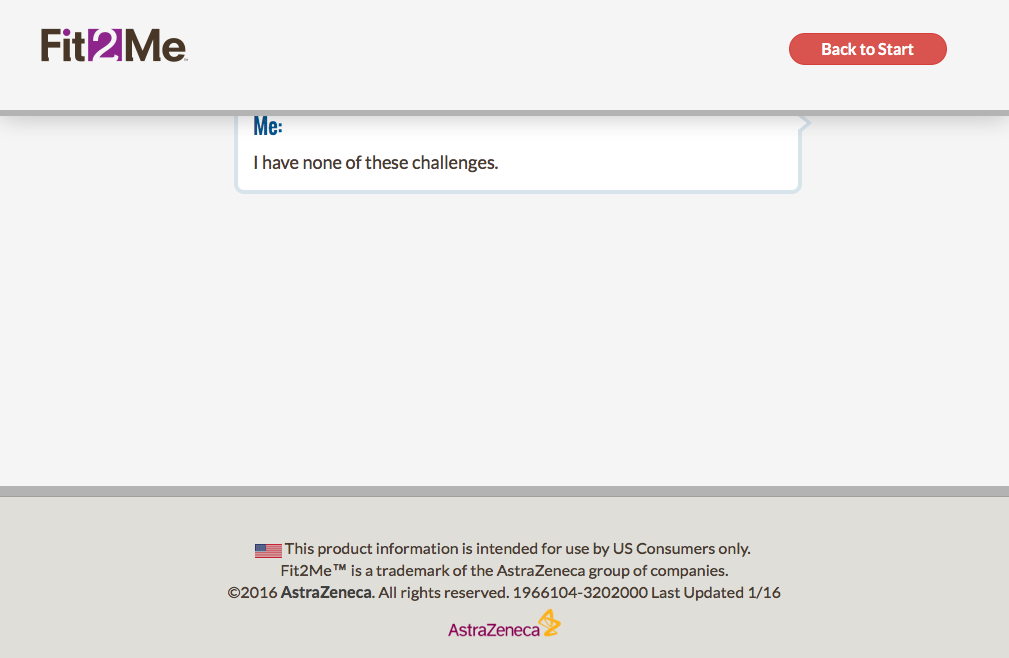 Fit2Me™
Back to Start
Me:
I have none of these challenges.
This product information is intended for use by US Consumers only.
Fit2Me™ is a trademark of the AstraZeneca group of companies.
©2016 AstraZeneca. All rights reserved. 1966104-3202000 Last Updated 1/16
AstraZeneca